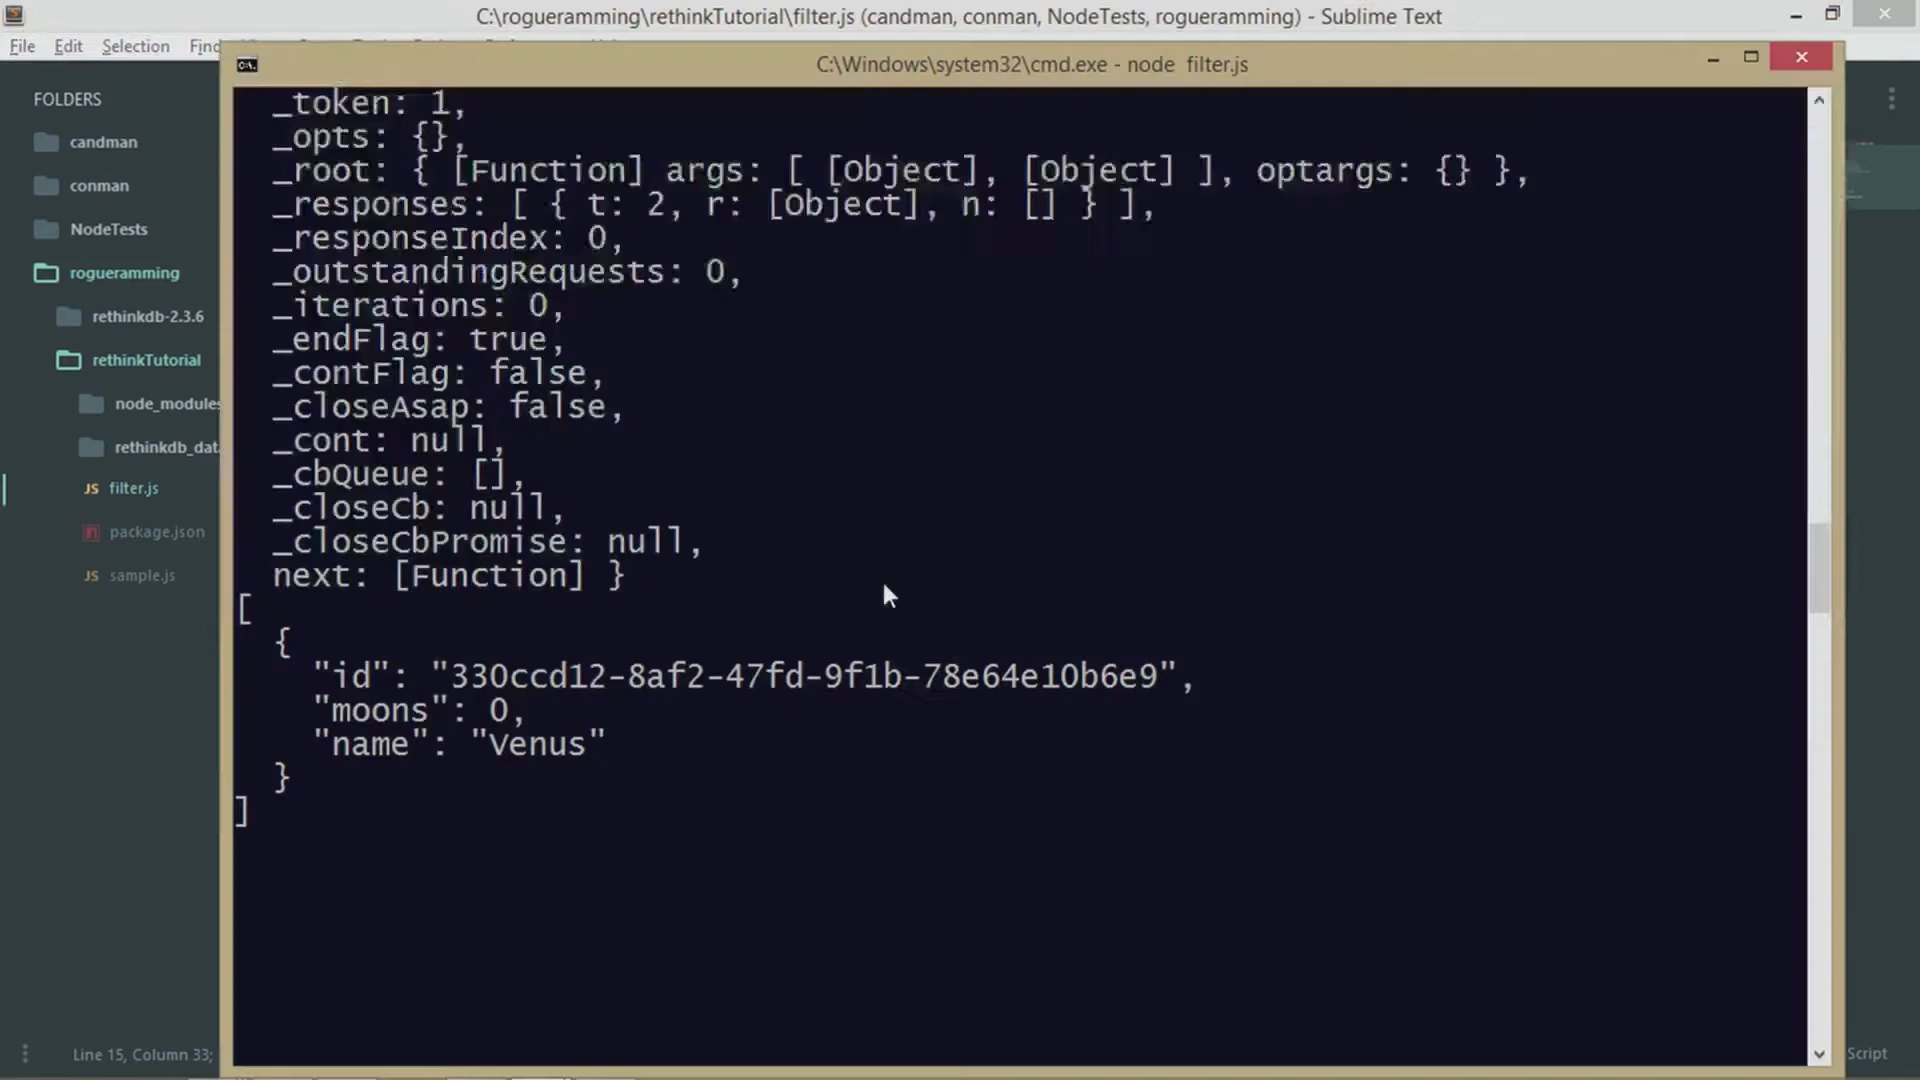 C:\rogueramming\rethinkTutorial\filter.js (candman, conman, NodeTests, rogueramming) - Sublime Text
File Edit Selection Find
C:\Windows\system32\cmd.exe - node filter.js
FOLDERS
candman
conman
NodeTests
rogueramming
rethinkdb-2.3.6
rethinkTutorial
node_modules
rethinkdb_dat
JS filter.js
package.json
JS sample.js
_token: 1,
_opts: {},
_root: { [Function] args: [ [Object], [Object] ], optargs: {} },
_responses: [ { t: 2, r: [Object], n: [] } ],
_responseIndex: 0,
_outstandingRequests: 0,
_iterations: 0,
_endFlag: true,
_contFlag: false,
_closeAsap: false,
_cont: null,
_cbQueue: [],
_closeCb: null,
_closeCbPromise: null,
next: [Function] }
[
{
"id": "330ccd12-8af2-47fd-9f1b-78e64e10b6e9",
"moons": 0,
"name": "Venus"
}
]
Line 15, Column 33;
Script